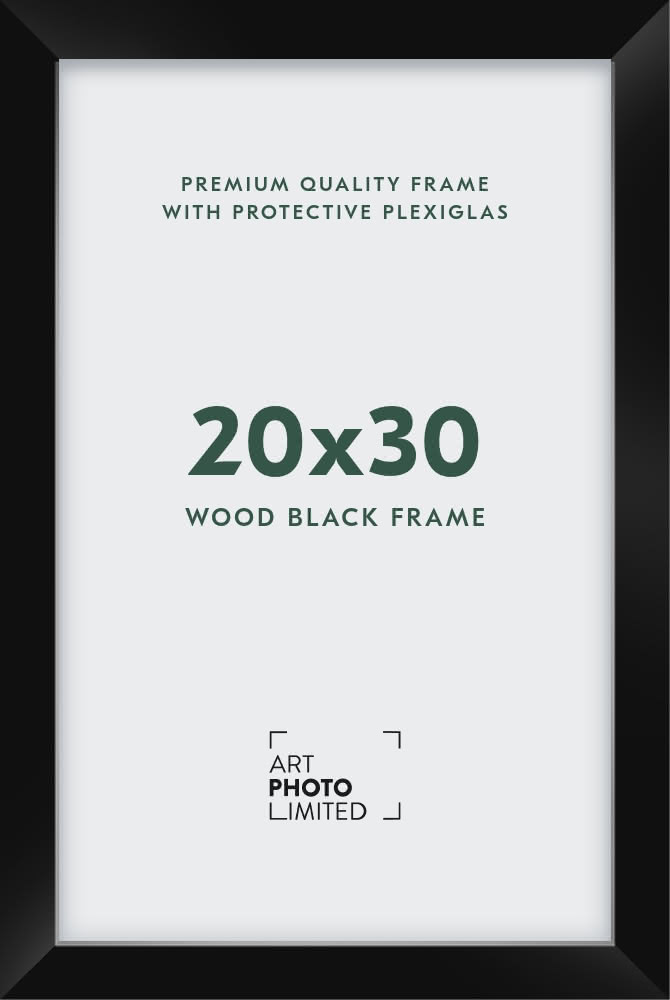 PREMIUM QUALITY FRAME
WITH PROTECTIVE PLEXIGLAS
20x30
WOOD BLACK FRAME
ART
PHOTO
LIMITED